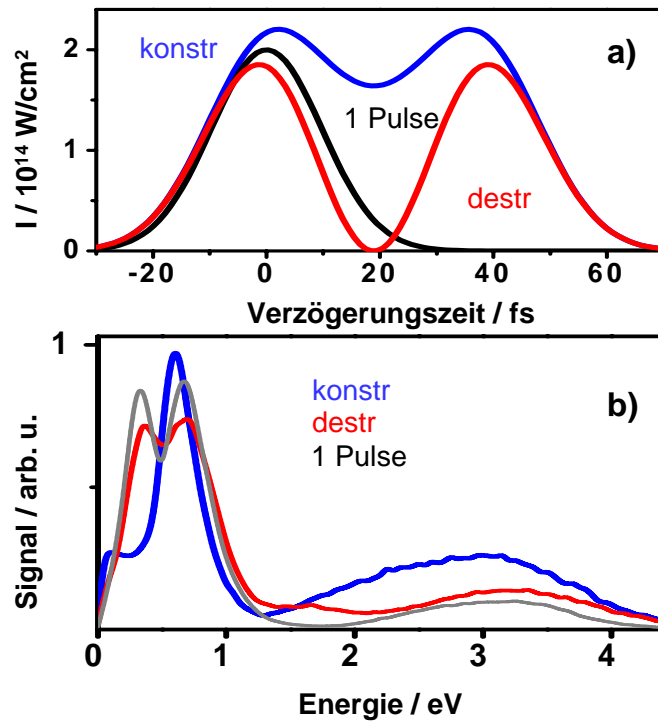 a)
konstr
1 Pulse
destr
I / 10¹⁴ W/cm²
2
1
0
-20 0 20 40 60
Verzögerungszeit / fs
b)
konstr
destr
1 Pulse
Signal / arb. u.
1
0 1 2 3 4
Energie / eV